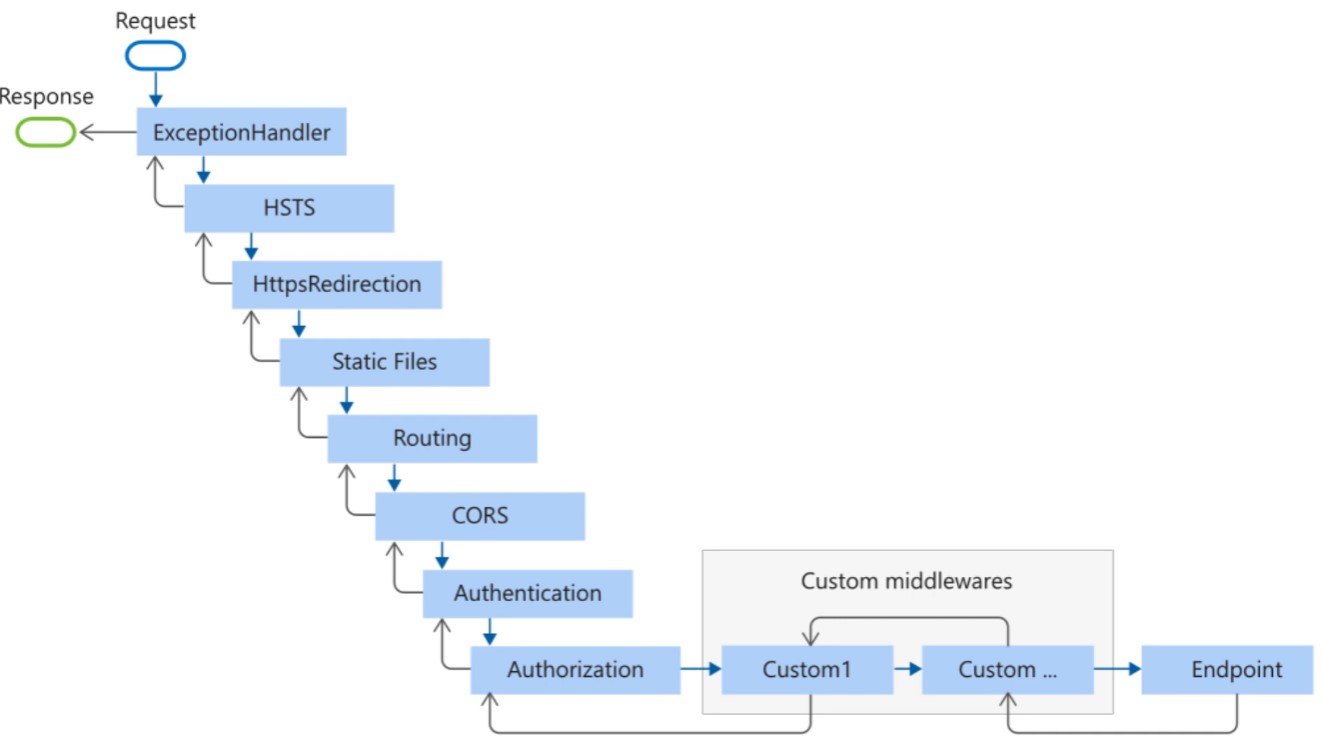 Request
Response
ExceptionHandler
HSTS
HttpsRedirection
Static Files
Routing
CORS
Authentication
Custom middlewares
Authorization
Custom1
Custom ...
Endpoint